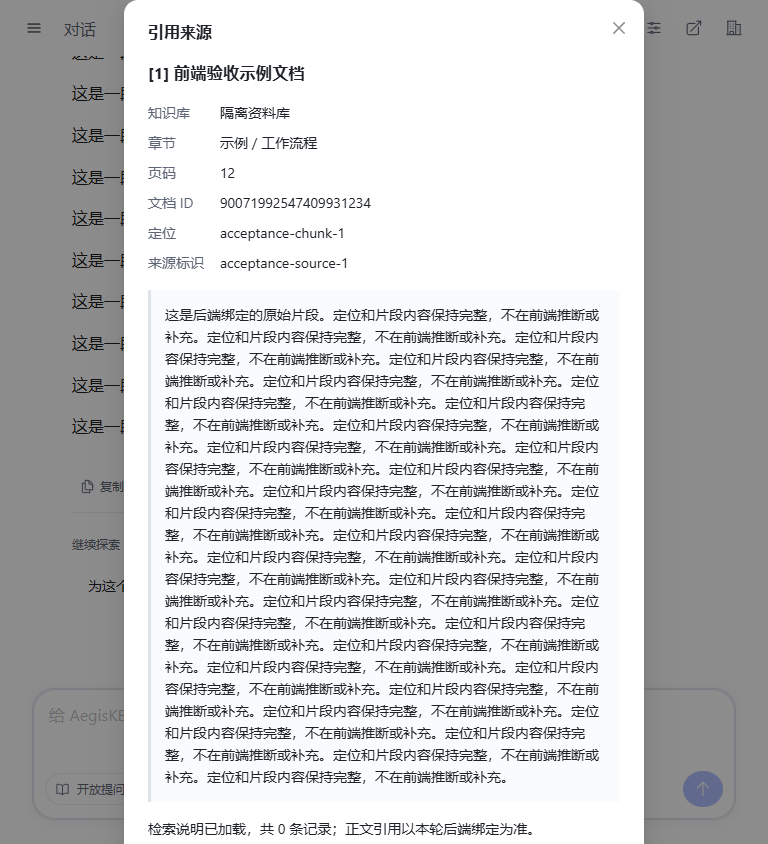 对话
引用来源
[1] 前端验收示例文档
知识库 隔离资料库
章节 示例 / 工作流程
页码 12
文档 ID 90071992547409931234
定位 acceptance-chunk-1
来源标识 acceptance-source-1
这是后端绑定的原始片段。定位和片段内容保持完整，不在前端推断或
补充。定位和片段内容保持完整，不在前端推断或补充。定位和片段内
容保持完整，不在前端推断或补充。定位和片段内容保持完整，不在前
端推断或补充。定位和片段内容保持完整，不在前端推断或补充。定位
和片段内容保持完整，不在前端推断或补充。定位和片段内容保持完
整，不在前端推断或补充。定位和片段内容保持完整，不在前端推断或
补充。定位和片段内容保持完整，不在前端推断或补充。定位和片段内
容保持完整，不在前端推断或补充。定位和片段内容保持完整，不在前
端推断或补充。定位和片段内容保持完整，不在前端推断或补充。定位
和片段内容保持完整，不在前端推断或补充。定位和片段内容保持完
整，不在前端推断或补充。定位和片段内容保持完整，不在前端推断或
补充。定位和片段内容保持完整，不在前端推断或补充。定位和片段内
容保持完整，不在前端推断或补充。定位和片段内容保持完整，不在前
端推断或补充。定位和片段内容保持完整，不在前端推断或补充。定位
和片段内容保持完整，不在前端推断或补充。定位和片段内容保持完
整，不在前端推断或补充。定位和片段内容保持完整，不在前端推断或
补充。定位和片段内容保持完整，不在前端推断或补充。定位和片段内
容保持完整，不在前端推断或补充。定位和片段内容保持完整，不在前
端推断或补充。定位和片段内容保持完整，不在前端推断或补充。定位
和片段内容保持完整，不在前端推断或补充。定位和片段内容保持完
整，不在前端推断或补充。定位和片段内容保持完整，不在前端推断或
补充。定位和片段内容保持完整，不在前端推断或补充。
检索说明已加载，共 0 条记录；正文引用以本轮后端绑定为准。
这是一
这是一
这是一
这是一
这是一
这是一
这是一
这是一
这是一
复制
继续探索
为这个
给 AegisK
开放提问